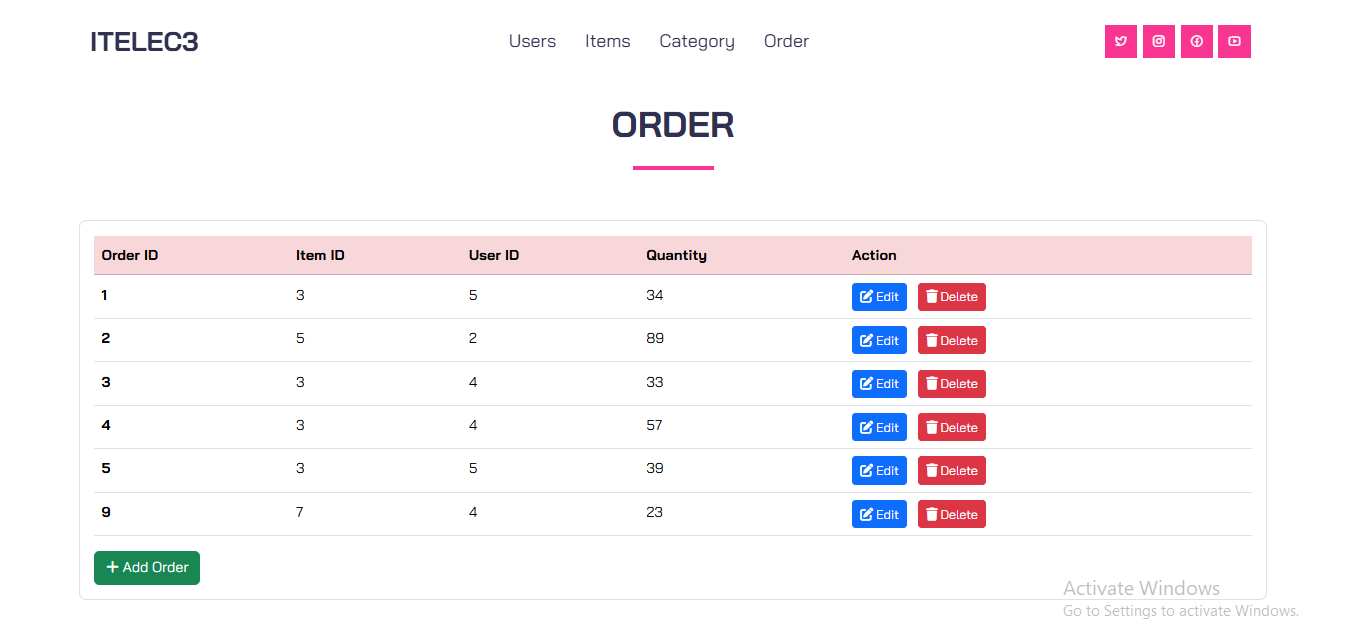 ITELEC3 Users Items Category Order
ORDER
Order ID Item ID User ID Quantity Action
1 3 5 34 Edit Delete
2 5 2 89 Edit Delete
3 3 4 33 Edit Delete
4 3 4 57 Edit Delete
5 3 5 39 Edit Delete
9 7 4 23 Edit Delete
+ Add Order
Activate Windows
Go to Settings to activate Windows.